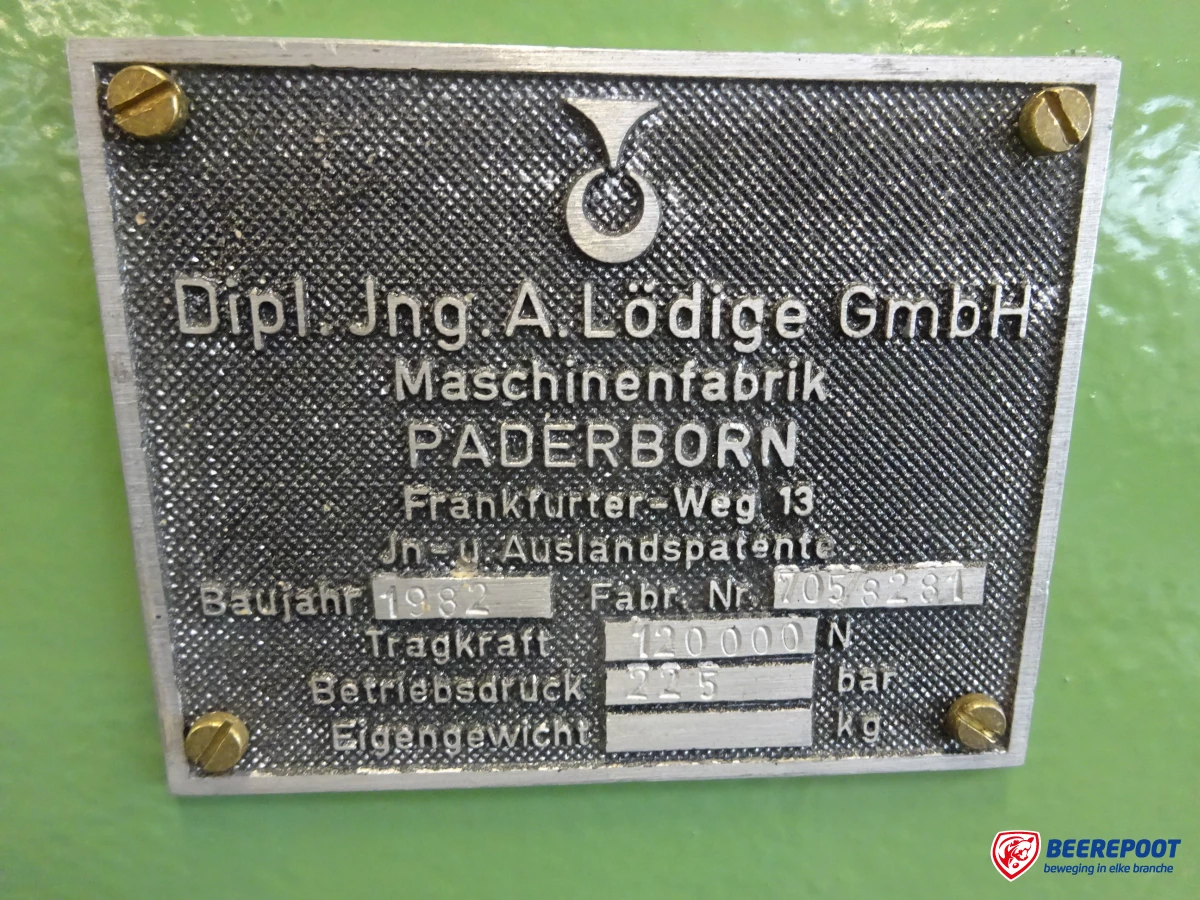 Dipl. Jng. A. Lödige GmbH
Maschinenfabrik
PADERBORN
Frankfurter-Weg 13
Jn- u. Auslandspatente
Baujahr 1982 Fabr. Nr. 7058281
Tragkraft 120000 N
Betriebsdruck 225 bar
Eigengewicht kg
BEEREPOOT
beweging in elke branche